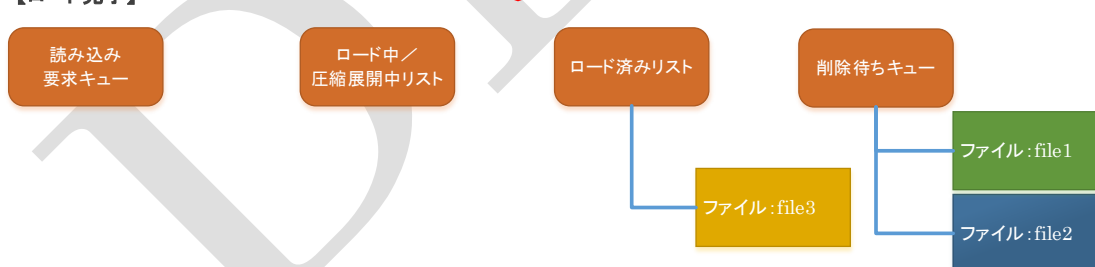 読み込み
要求キュー
ロード中／
圧縮展開中リスト
ロード済みリスト
削除待ちキュー
ファイル:file1
ファイル:file3
ファイル:file2